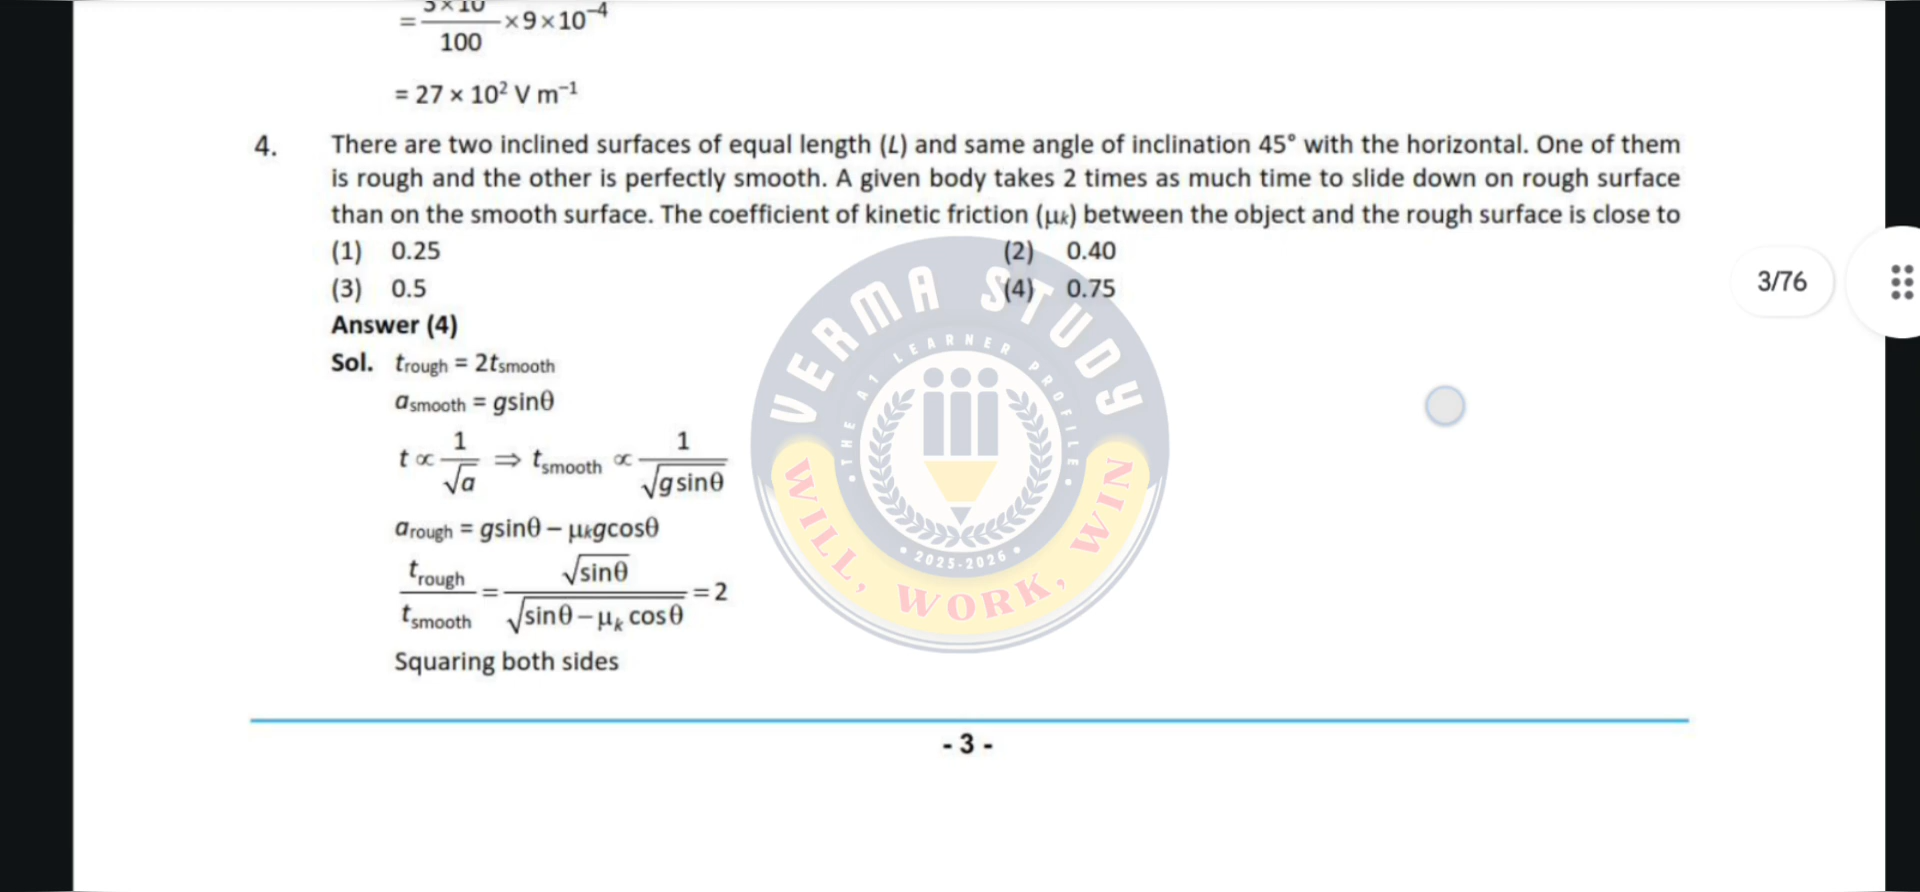 = 3×10 / 100 ×9×10⁻⁴
= 27 × 10² V m⁻¹
4. There are two inclined surfaces of equal length (L) and same angle of inclination 45° with the horizontal. One of them
is rough and the other is perfectly smooth. A given body takes 2 times as much time to slide down on rough surface
than on the smooth surface. The coefficient of kinetic friction (μk) between the object and the rough surface is close to
(1) 0.25 (2) 0.40
(3) 0.5 (4) 0.75
3/76
Answer (4)
Sol. trough = 2tsmooth
asmooth = gsinθ
t ∝ 1/√a ⇒ tsmooth ∝ 1/√gsinθ
arough = gsinθ – μkgcosθ
trough/tsmooth = √sinθ / √sinθ – μk cosθ = 2
Squaring both sides
VERMA STUDY
• THE A1 LEARNER PROFILE •
• 2025-2026 •
WILL, WORK, WIN
- 3 -